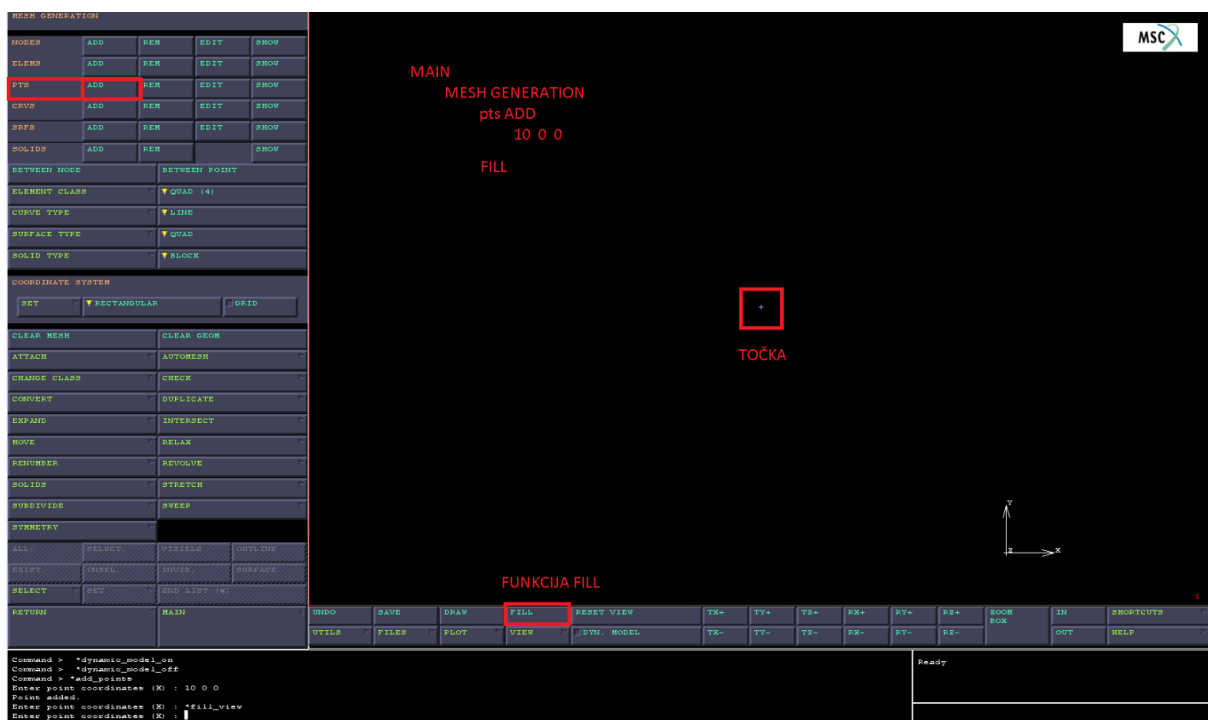 MESH GENERATION
NODES ADD REM EDIT SHOW
ELEMS ADD REM EDIT SHOW
PTS ADD REM EDIT SHOW
CRVS ADD REM EDIT SHOW
SRFS ADD REM EDIT SHOW
SOLIDS ADD REM SHOW
BETWEEN NODE BETWEEN POINT
ELEMENT CLASS QUAD (4)
CURVE TYPE LINE
SURFACE TYPE QUAD
SOLID TYPE BLOCK
COORDINATE SYSTEM
SET RECTANGULAR GRID
CLEAR MESH CLEAR GEOM
ATTACH AUTOMESH
CHANGE CLASS CHECK
CONVERT DUPLICATE
EXPAND INTERSECT
MOVE RELAX
RENUMBER REVOLVE
SOLIDS STRETCH
SUBDIVIDE SWEEP
SYMMETRY
ALL: SELECT VISIBLE OUTLINE
EXIST. UNSEL. INVIS. SURFACE
SELECT SET END LIST (#)
RETURN MAIN
MSC
MAIN
MESH GENERATION
pts ADD
10 0 0
FILL
TOČKA
Y
Z X
1
FUNKCIJA FILL
UNDO SAVE DRAW FILL RESET VIEW TX+ TY+ TZ+ RX+ RY+ RZ+ ZOOM BOX IN SHORTCUTS
UTILS FILES PLOT VIEW DYN. MODEL TX- TY- TZ- RX- RY- RZ- OUT HELP
Command > *dynamic_model_on
Command > *dynamic_model_off
Command > *add_points
Enter point coordinates (X) : 10 0 0
Point added.
Enter point coordinates (X) : *fill_view
Enter point coordinates (X) :
Ready